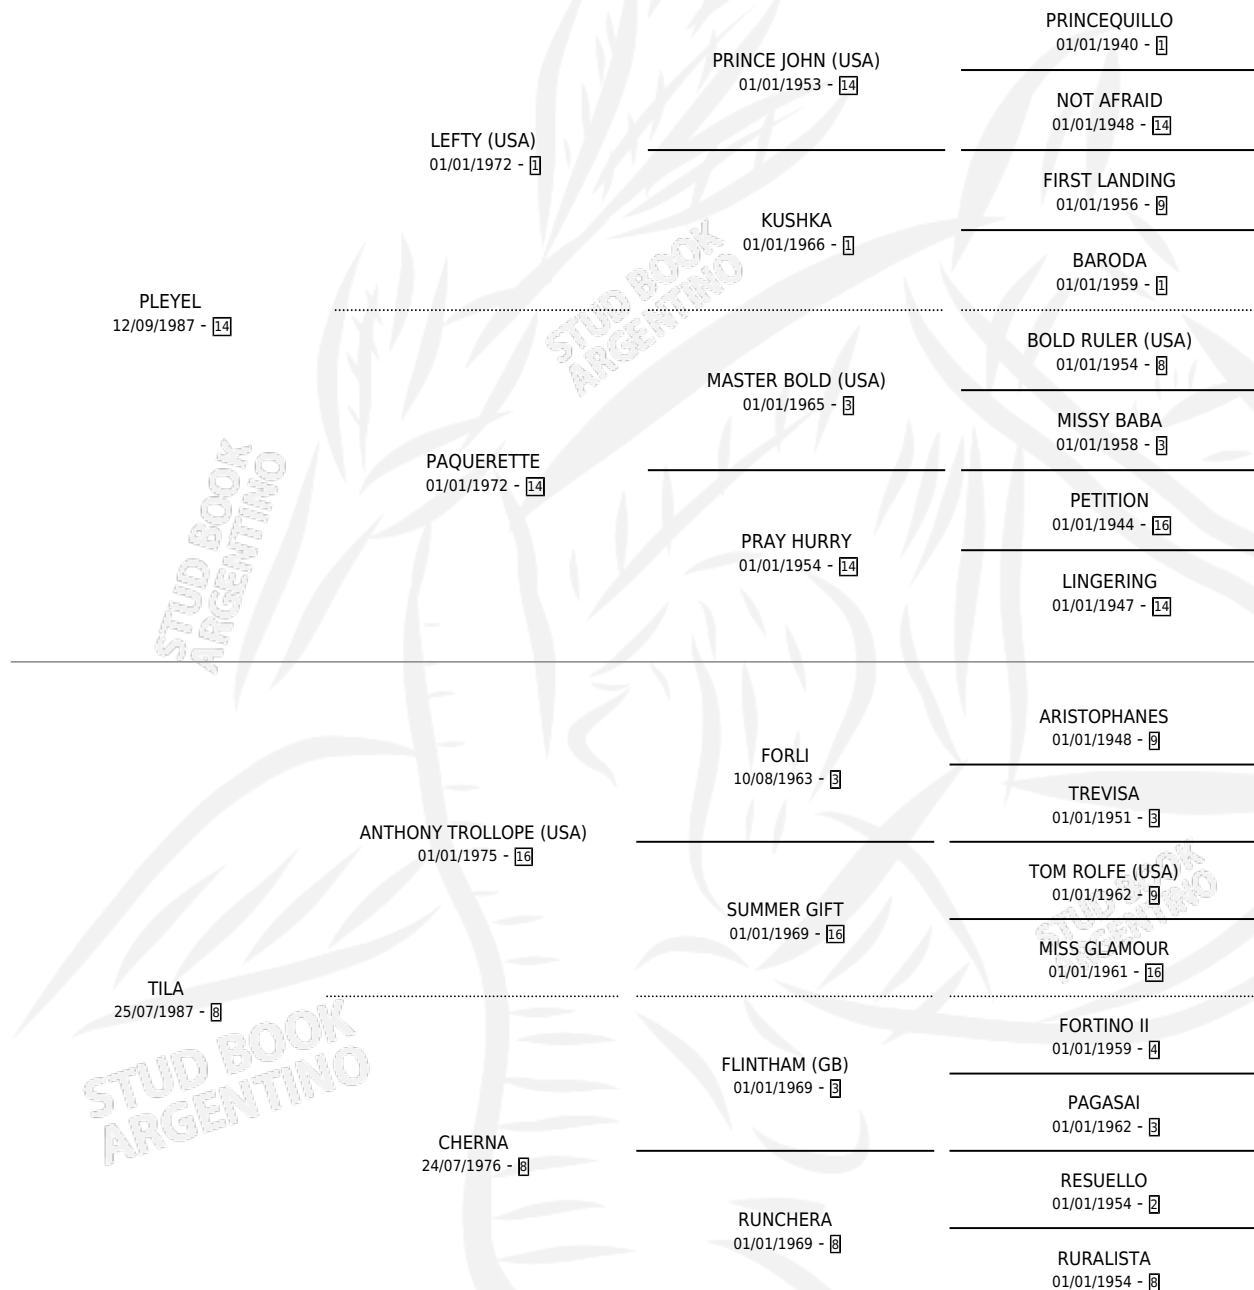 PRINCEQUILLO
01/01/1940 - 1
PRINCE JOHN (USA)
01/01/1953 - 14
NOT AFRAID
01/01/1948 - 14
LEFTY (USA)
01/01/1972 - 1
FIRST LANDING
01/01/1956 - 9
KUSHKA
01/01/1966 - 1
BARODA
01/01/1959 - 1
PLEYEL
12/09/1987 - 14
BOLD RULER (USA)
01/01/1954 - 8
MASTER BOLD (USA)
01/01/1965 - 3
MISSY BABA
01/01/1958 - 3
PAQUERETTE
01/01/1972 - 14
PETITION
01/01/1944 - 16
PRAY HURRY
01/01/1954 - 14
LINGERING
01/01/1947 - 14
ARISTOPHANES
01/01/1948 - 9
FORLI
10/08/1963 - 3
TREVISA
01/01/1951 - 3
ANTHONY TROLLOPE (USA)
01/01/1975 - 16
TOM ROLFE (USA)
01/01/1962 - 9
SUMMER GIFT
01/01/1969 - 16
MISS GLAMOUR
01/01/1961 - 16
TILA
25/07/1987 - 8
FORTINO II
01/01/1959 - 4
FLINTHAM (GB)
01/01/1969 - 3
PAGASAI
01/01/1962 - 3
CHERNA
24/07/1976 - 8
RESUELLO
01/01/1954 - 2
RUNCHERA
01/01/1969 - 8
RURALISTA
01/01/1954 - 8
STUD BOOK
ARGENTINO
STUD BOOK
ARGENTINO
STUD BOOK
ARGENTINO
STUD BOOK
ARGENTINO